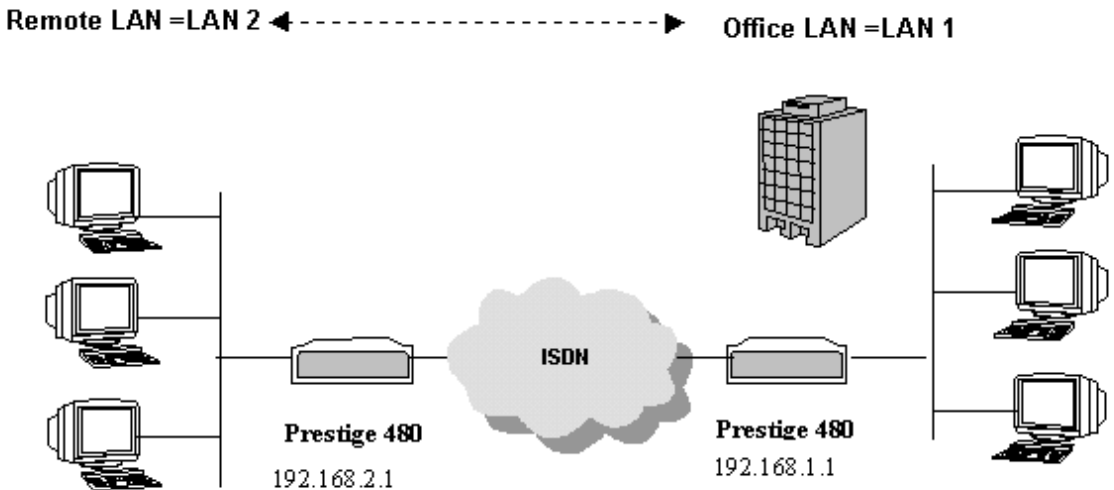 Remote LAN =LAN 2
Office LAN =LAN 1
ISDN
Prestige 480
192.168.2.1
Prestige 480
192.168.1.1